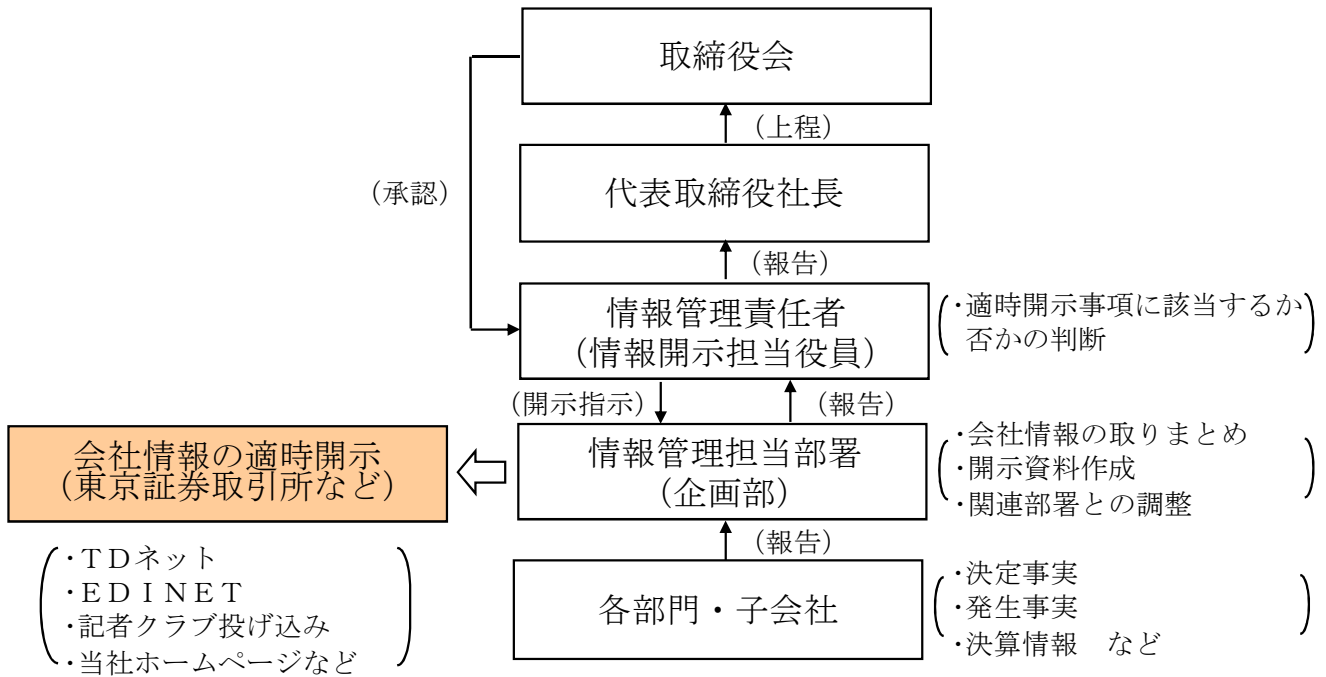 取締役会
(上程)
代表取締役社長
(承認)
(報告)
情報管理責任者
(情報開示担当役員)
・適時開示事項に該当するか
否かの判断
(開示指示)
(報告)
情報管理担当部署
(企画部)
・会社情報の取りまとめ
・開示資料作成
・関連部署との調整
会社情報の適時開示
(東京証券取引所など)
・TDネット
・EDINET
・記者クラブ投げ込み
・当社ホームページなど
(報告)
各部門・子会社
・決定事実
・発生事実
・決算情報 など